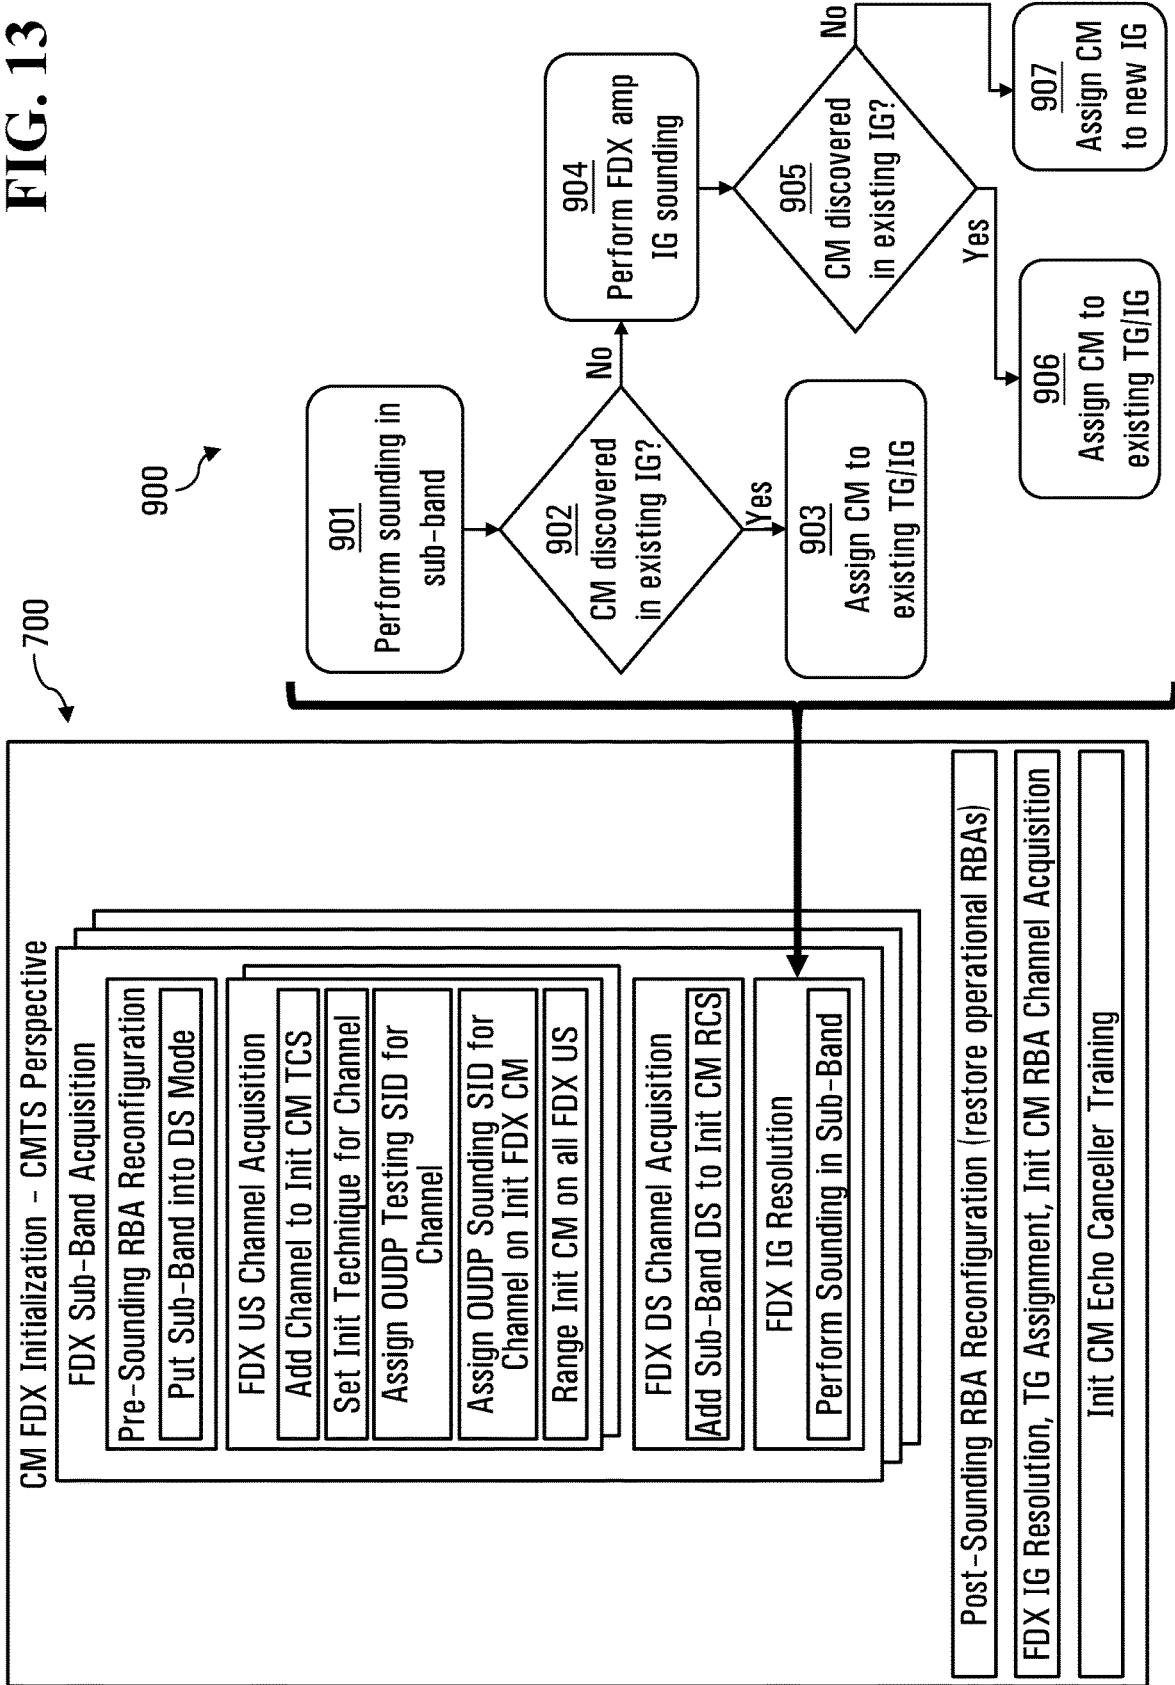 FIG. 13
700
CM FDX Initialization - CMTS Perspective
FDX Sub-Band Acquisition
Pre-Sounding RBA Reconfiguration
Put Sub-Band into DS Mode
FDX US Channel Acquisition
Add Channel to Init CM TCS
Set Init Technique for Channel
Assign OUDP Testing SID for
Channel
Assign OUDP Sounding SID for
Channel on Init FDX CM
Range Init CM on all FDX US
FDX DS Channel Acquisition
Add Sub-Band DS to Init CM RCS
FDX IG Resolution
Perform Sounding in Sub-Band
Post-Sounding RBA Reconfiguration (restore operational RBAs)
FDX IG Resolution, TG Assignment, Init CM RBA Channel Acquisition
Init CM Echo Canceller Training
900
901
Perform sounding in
sub-band
902
CM discovered
in existing IG?
No
Yes
903
Assign CM to
existing TG/IG
904
Perform FDX amp
IG sounding
905
CM discovered
in existing IG?
No
Yes
906
Assign CM to
existing TG/IG
907
Assign CM
to new IG